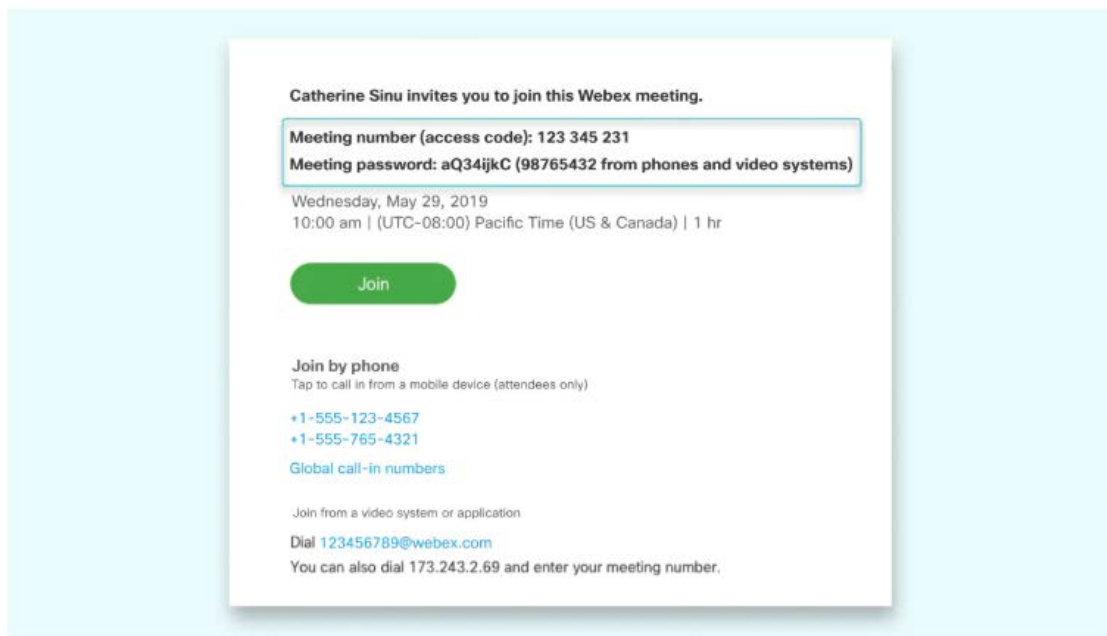 Catherine Sinu invites you to join this Webex meeting.
Meeting number (access code): 123 345 231
Meeting password: aQ34ijkC (98765432 from phones and video systems)
Wednesday, May 29, 2019
10:00 am | (UTC-08:00) Pacific Time (US & Canada) | 1 hr
Join
Join by phone
Tap to call in from a mobile device (attendees only)
+1-555-123-4567
+1-555-765-4321
Global call-in numbers
Join from a video system or application
Dial 123456789@webex.com
You can also dial 173.243.2.69 and enter your meeting number.